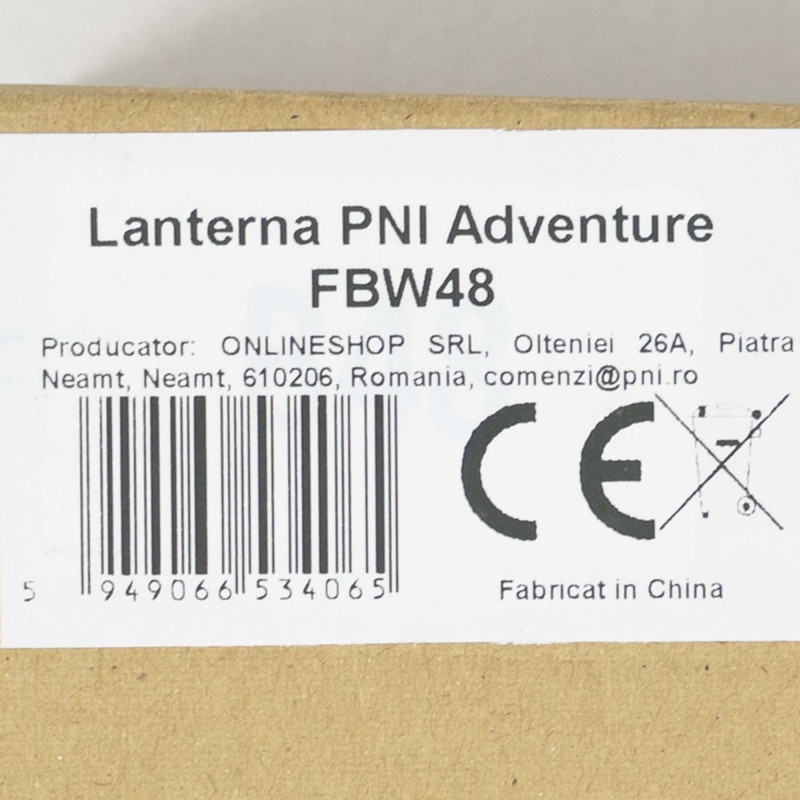 Lanterna PNI Adventure
FBW48
Producator: ONLINESHOP SRL, Olteniei 26A, Piatra
Neamt, Neamt, 610206, Romania, comenzi@pni.ro
CE
5 949066 534065
Fabricat in China